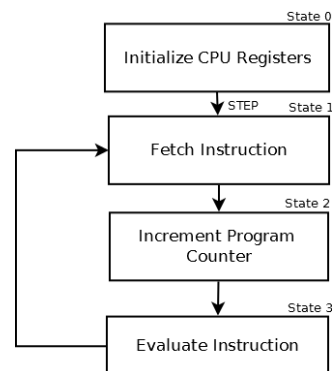 State 0
Initialize CPU Registers
STEP
State 1
Fetch Instruction
State 2
Increment Program
Counter
State 3
Evaluate Instruction